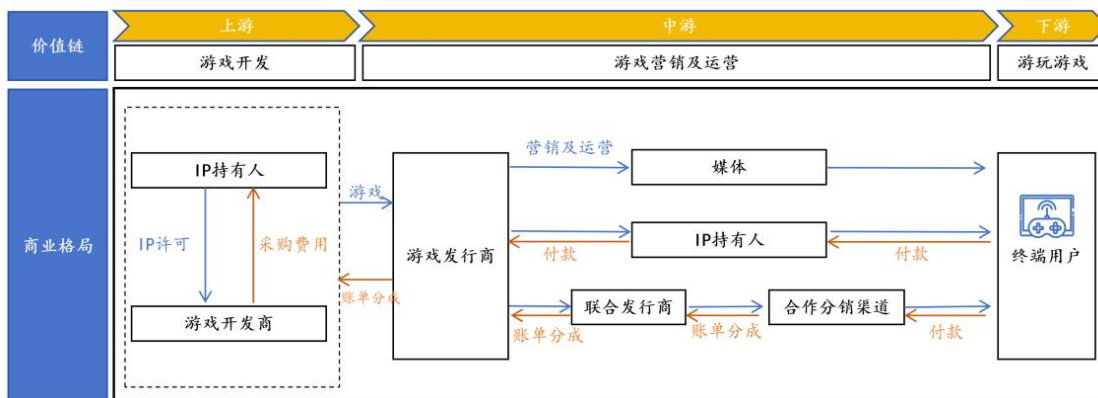 价值链
上游
中游
下游
游戏开发
游戏营销及运营
游玩游戏
商业格局
IP持有人
IP许可
采购费用
游戏开发商
游戏
账单分成
游戏发行商
营销及运营
媒体
付款
IP持有人
付款
联合发行商
合作分销渠道
账单分成
账单分成
付款
终端用户